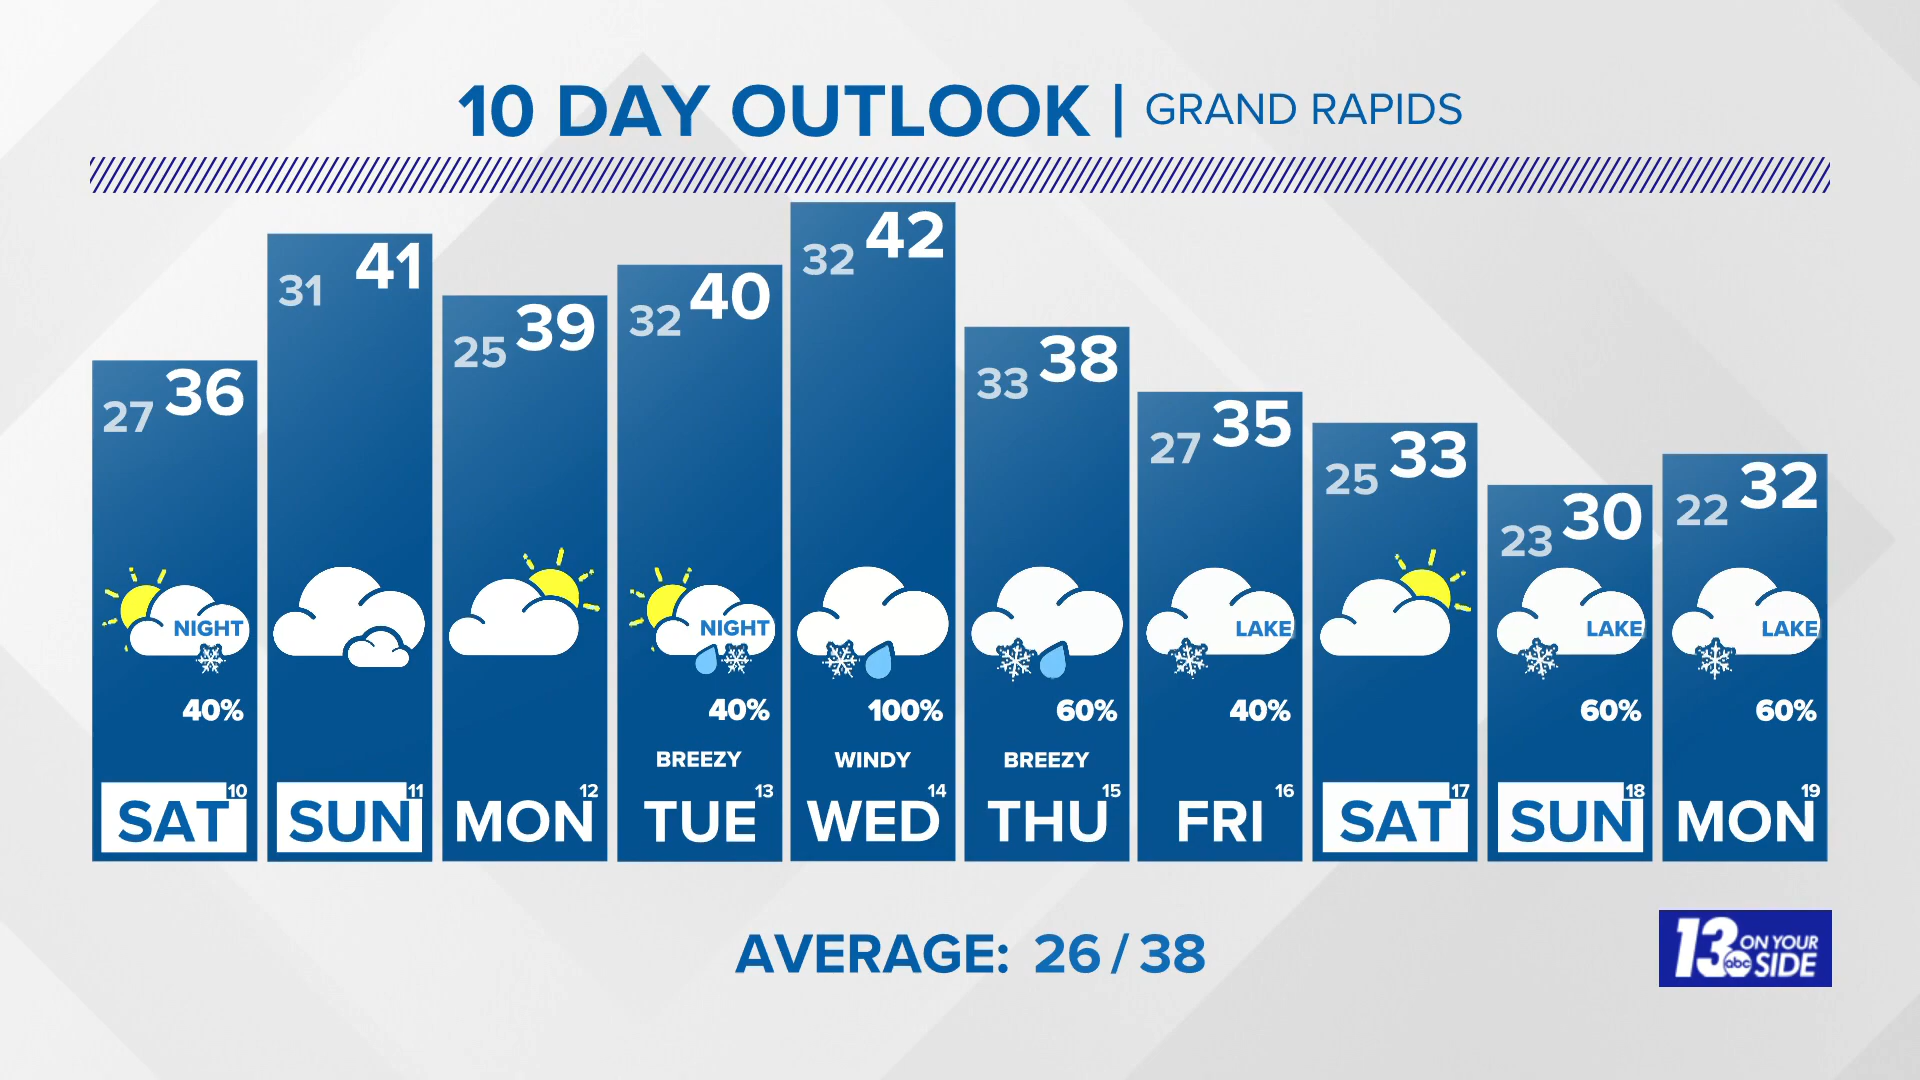 10 DAY OUTLOOK | GRAND RAPIDS
27 36
NIGHT
40%
SAT 10
31 41
SUN 11
25 39
MON 12
32 40
NIGHT
40%
BREEZY
TUE 13
32 42
100%
WINDY
WED 14
33 38
60%
BREEZY
THU 15
27 35
LAKE
40%
FRI 16
25 33
SAT 17
23 30
LAKE
60%
SUN 18
22 32
LAKE
60%
MON 19
AVERAGE: 26 / 38
13 ON YOUR
abc SIDE